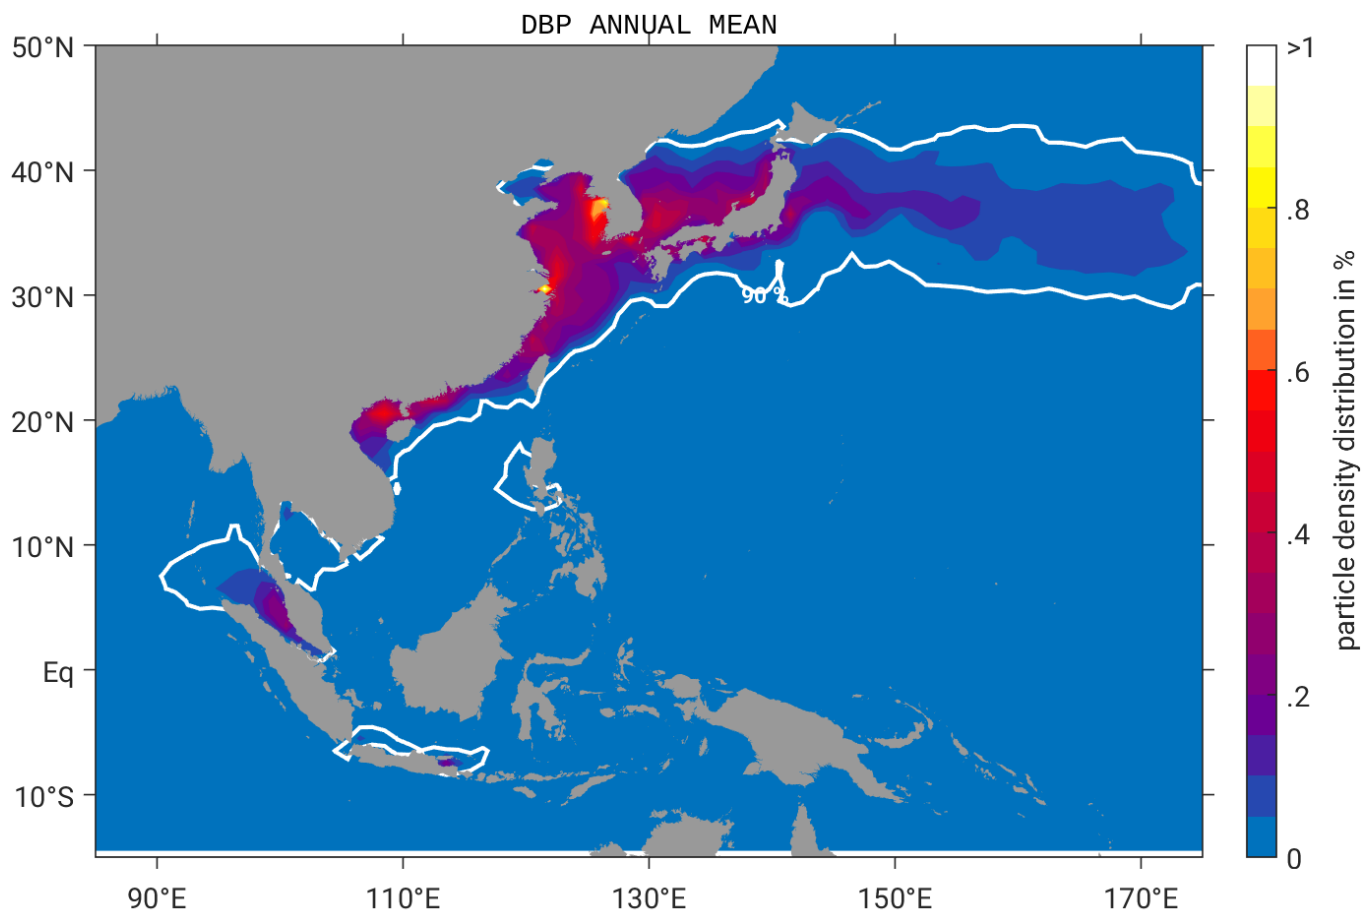 DBP ANNUAL MEAN
50°N
40°N
30°N
20°N
10°N
Eq
10°S
90°E
110°E
130°E
150°E
170°E
90 %
>1
.8
.6
.4
.2
0
particle density distribution in %